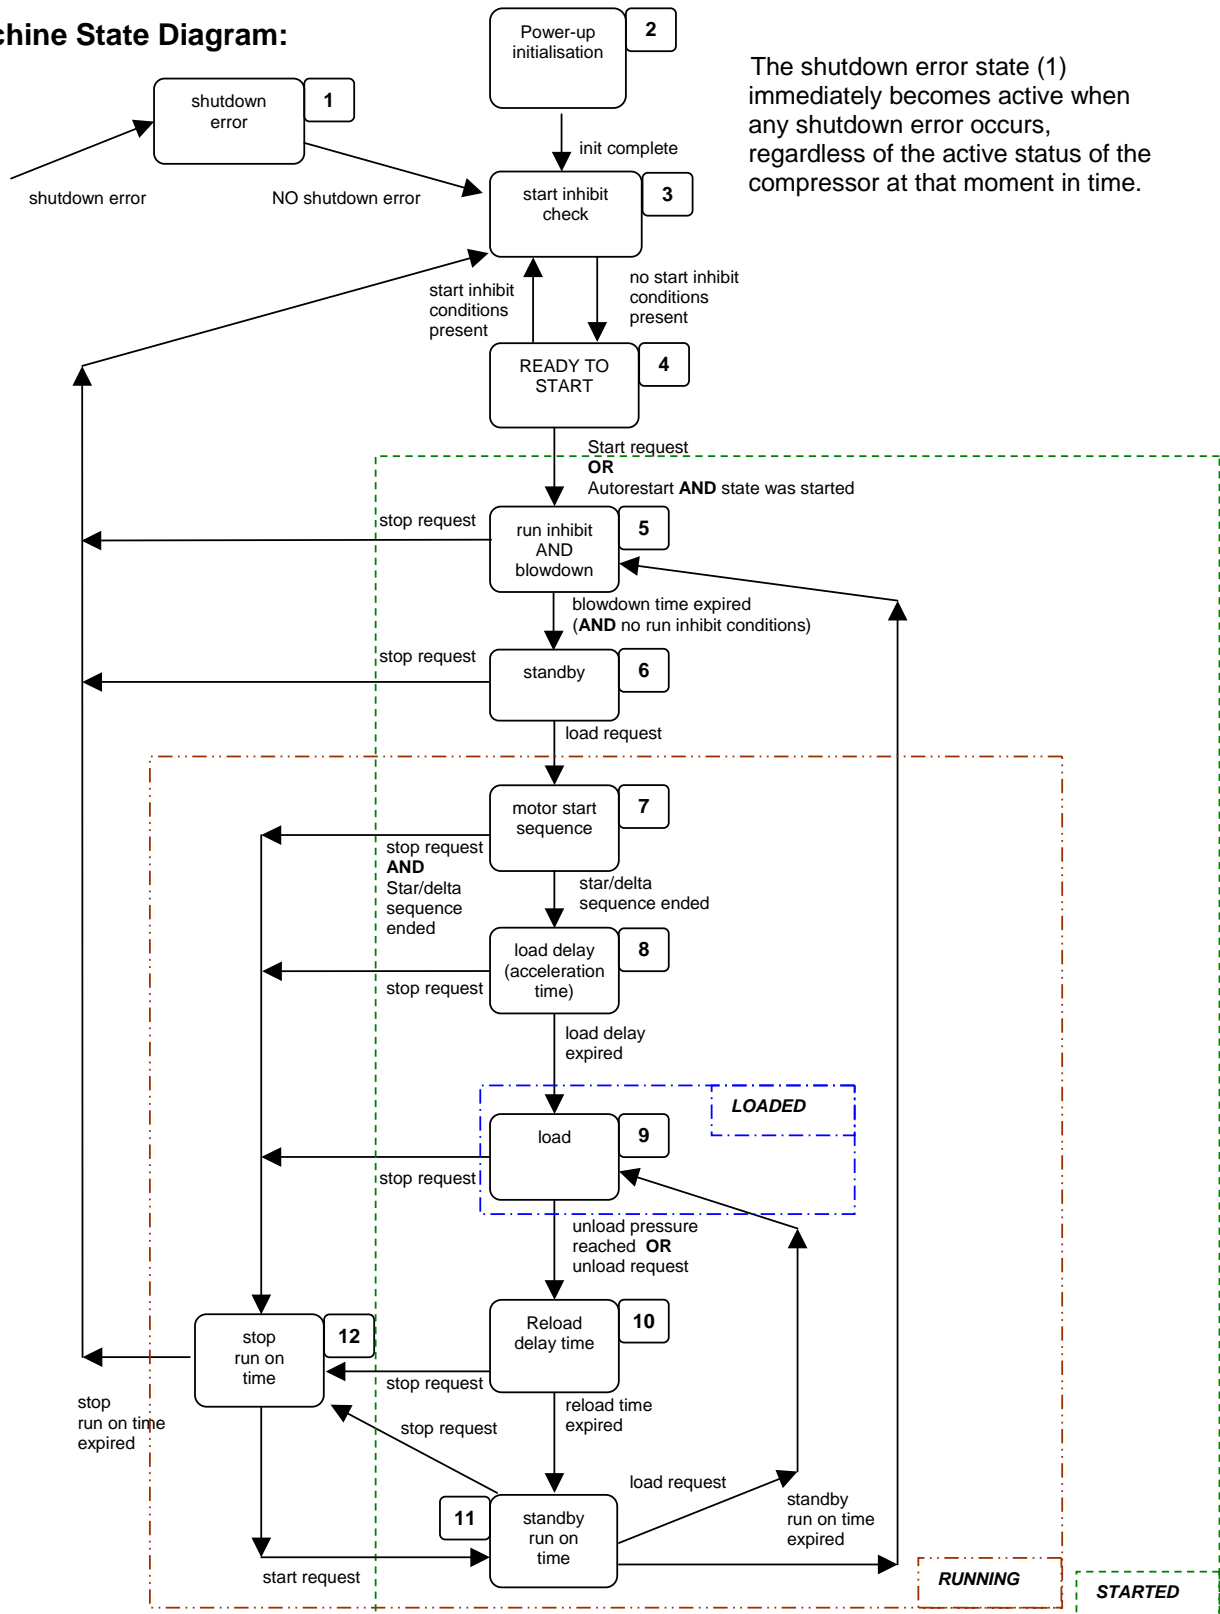 chine State Diagram:
Power-up
initialisation
2
The shutdown error state (1)
immediately becomes active when
any shutdown error occurs,
regardless of the active status of the
compressor at that moment in time.
shutdown
error
1
init complete
shutdown error
NO shutdown error
start inhibit
check
3
start inhibit
conditions
present
no start inhibit
conditions
present
READY TO
START
4
Start request
OR
Autorestart AND state was started
stop request
run inhibit
AND
blowdown
5
blowdown time expired
(AND no run inhibit conditions)
stop request
standby
6
load request
motor start
sequence
7
stop request
AND
Star/delta
sequence
ended
star/delta
sequence ended
load delay
(acceleration
time)
8
stop request
load delay
expired
LOADED
load
9
stop request
unload pressure
reached OR
unload request
Reload
delay time
10
stop
run on
time
12
stop request
stop
run on time
expired
reload time
expired
stop request
load request
11
standby
run on
time
standby
run on time
expired
start request
RUNNING
STARTED